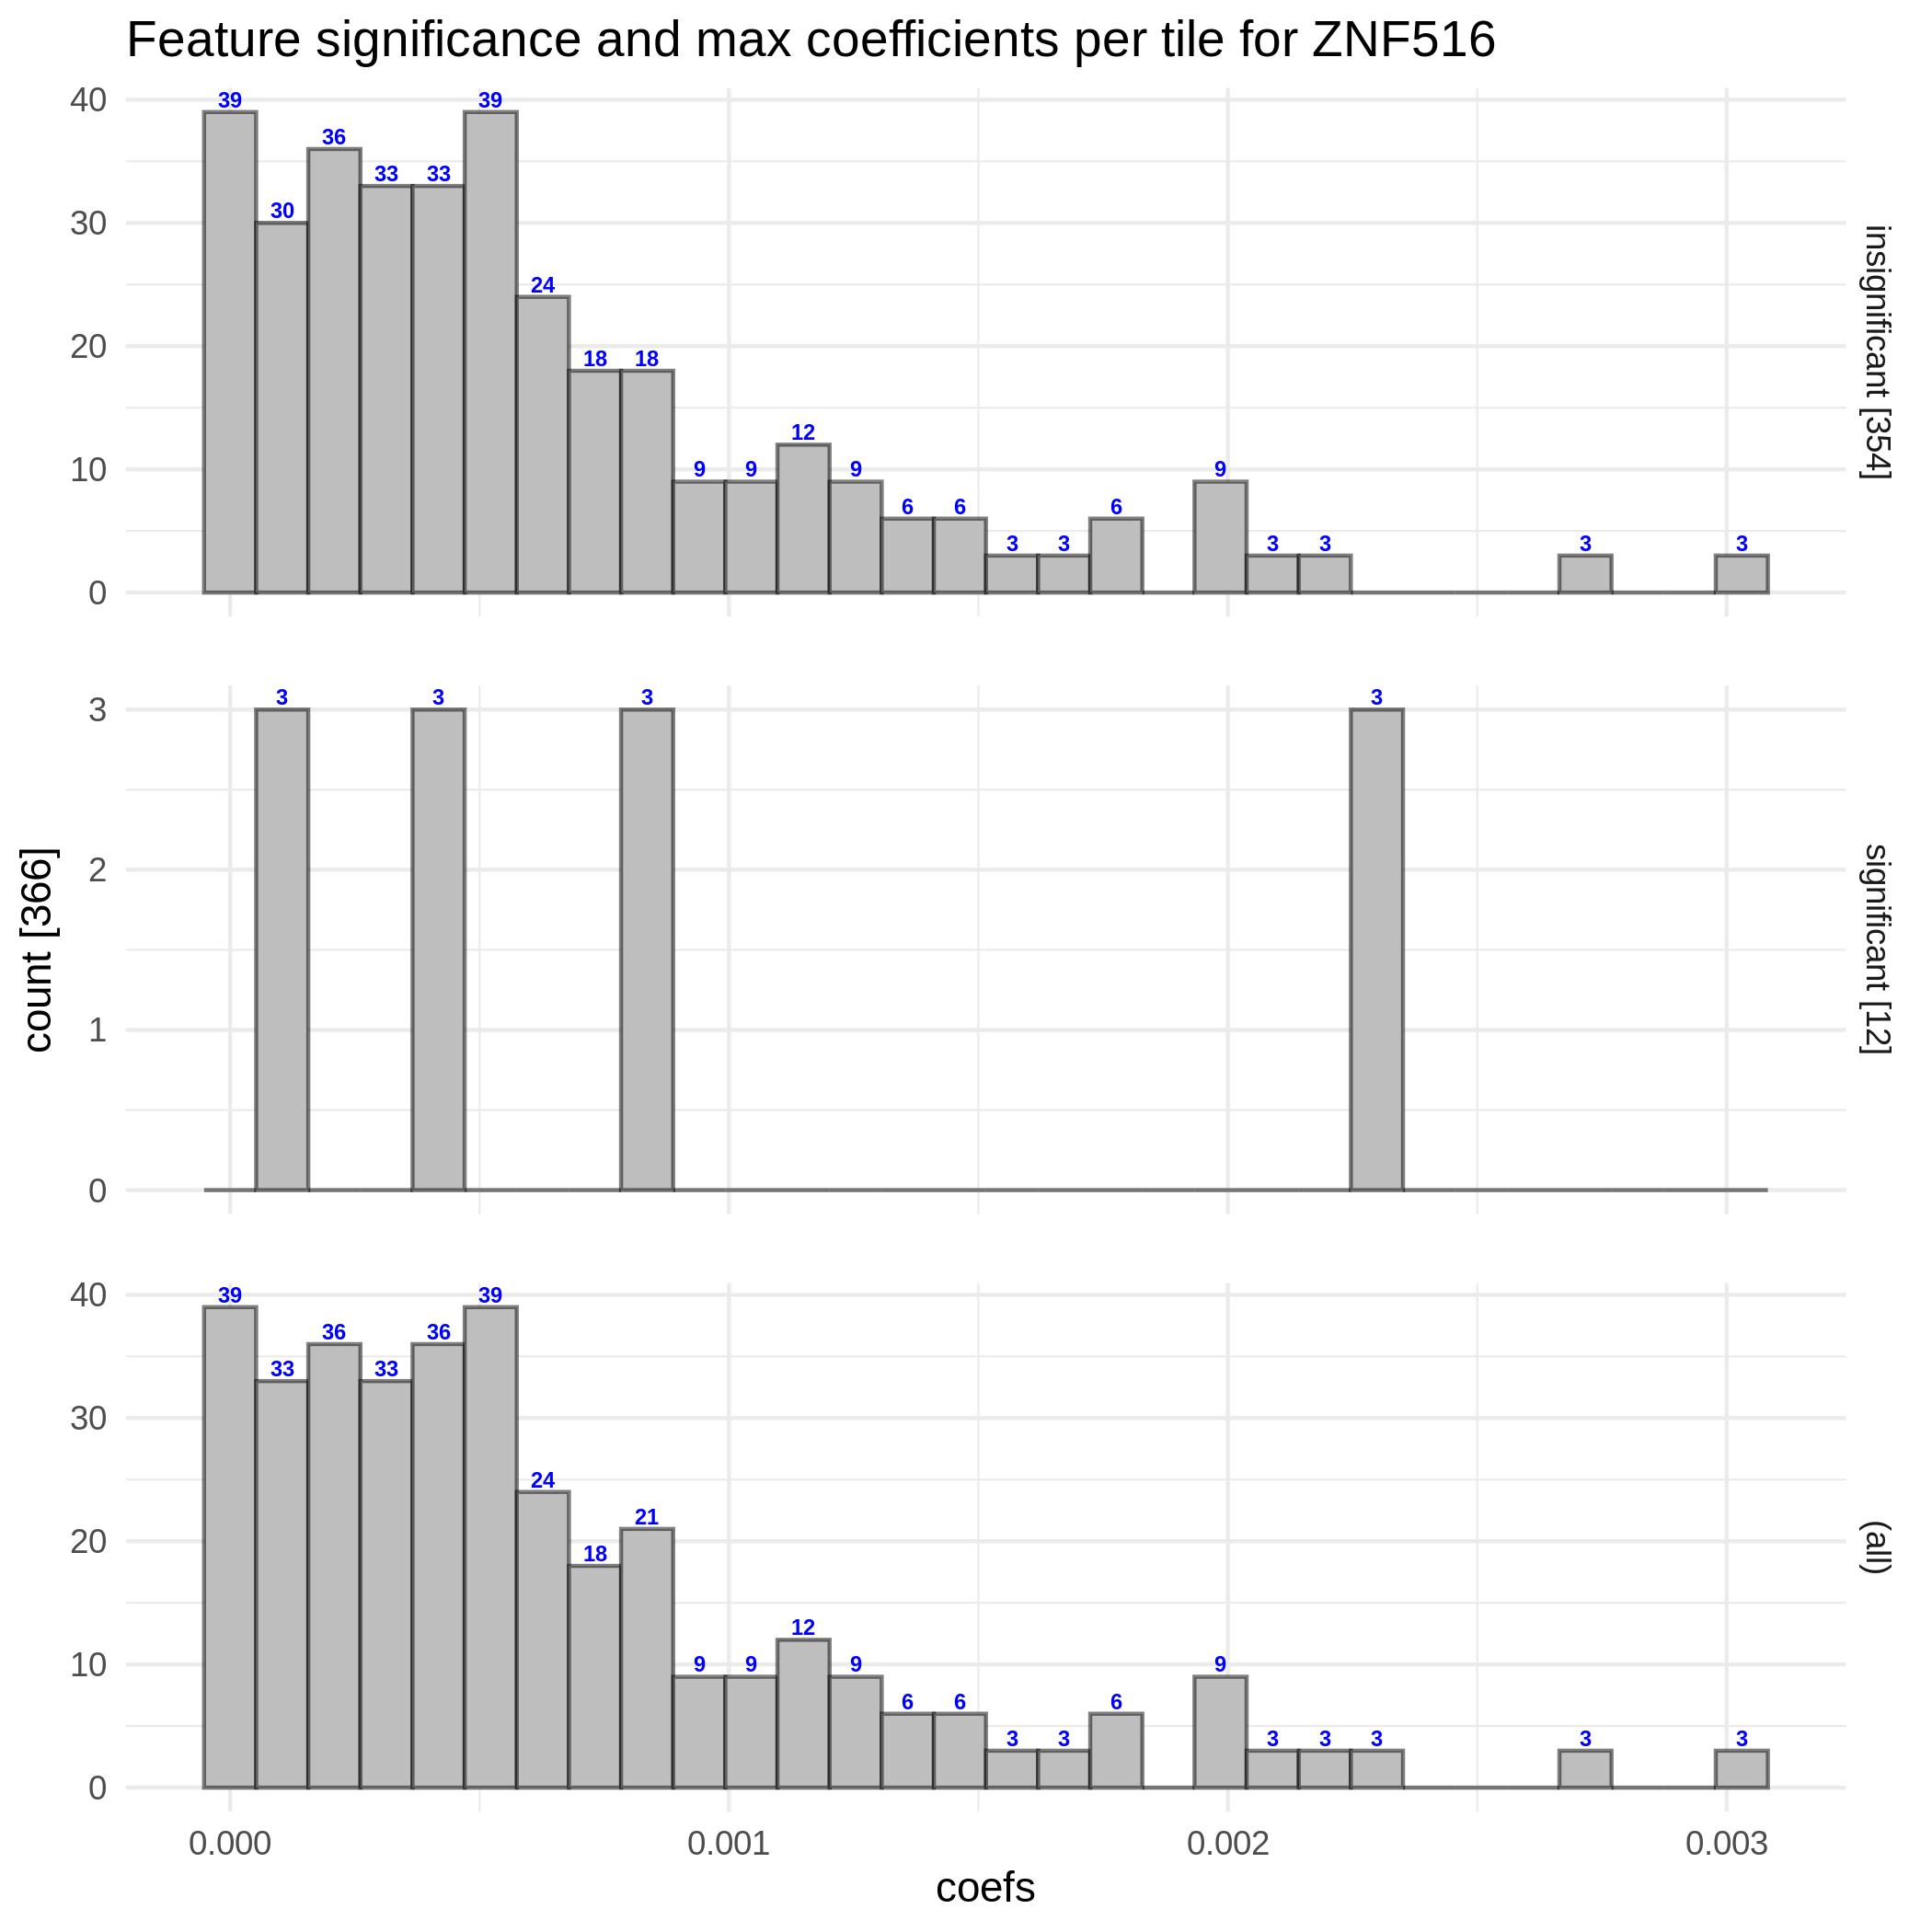 Feature significance and max coefficients per tile for ZNF516
40
30
20
10
0
39 30 36 33 33 39 24 18 18 9 9 12 9 6 6 3 3 6 9 3 3 3 3
insignificant [354]
count [366]
3
2
1
0
3 3 3 3
significant [12]
40
30
20
10
0
39 33 36 33 36 39 24 18 21 9 9 12 9 6 6 3 3 6 9 3 3 3 3 3
(all)
0.000 0.001 0.002 0.003
coefs